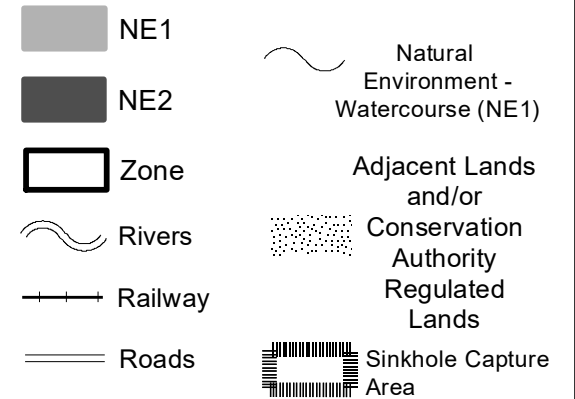 NE1
NE2
Zone
Rivers
Railway
Roads
Natural
Environment -
Watercourse (NE1)
Adjacent Lands
and/or
Conservation
Authority
Regulated
Lands
Sinkhole Capture
Area